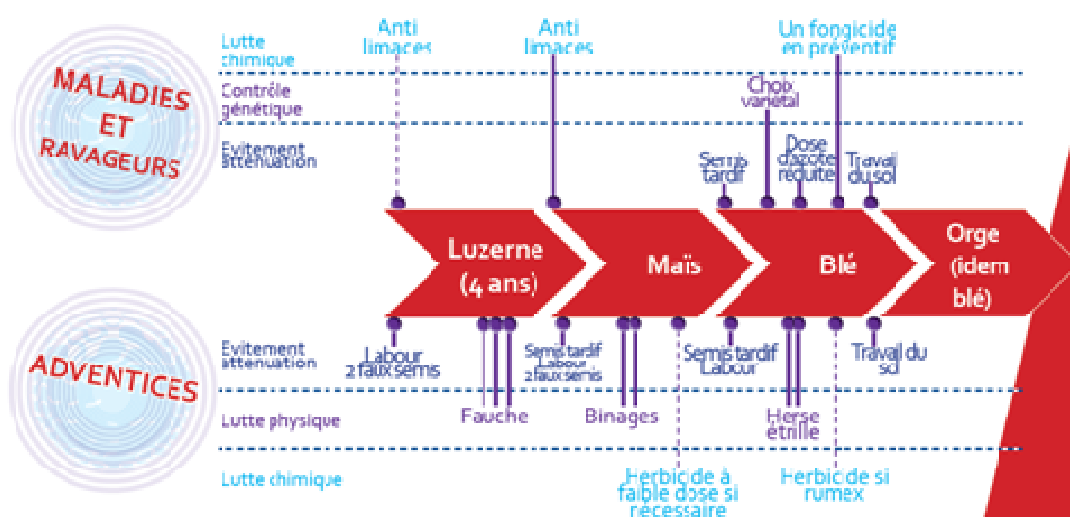 Lutte
chimique
Anti
limaces
Anti
limaces
Un fongicide
en préventif
MALADIES
ET
RAVAGEURS
Contrôle
génétique
Choix
variétal
Evitement
attenuation
Semis
tardif
Dose
d'azote
réduite
Travail
du sol
Luzerne
(4 ans)
Maïs
Blé
Orge
(idem
blé)
ADVENTICES
Evitement
attenuation
Labour
2 faux semis
Semis tardif
Labour
2 faux semis
Semis tardif
Labour
Travail du
sol
Lutte physique
Fauche
Binages
Herse
étrille
Lutte chimique
Herbicide à
faible dose si
nécessaire
Herbicide si
rumex